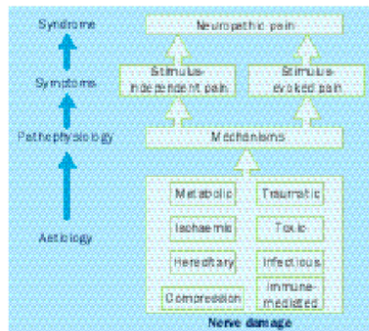 Syndrome
Neuropathic pain
Symptoms
Stimulus-
independent pain
Stimulus-
evoked pain
Pathophysiology
Mechanisms
Aetiology
Metabolic
Traumatic
Ischaemic
Toxic
Hereditary
Infectious
Compression
Immune-
mediated
Nerve damage